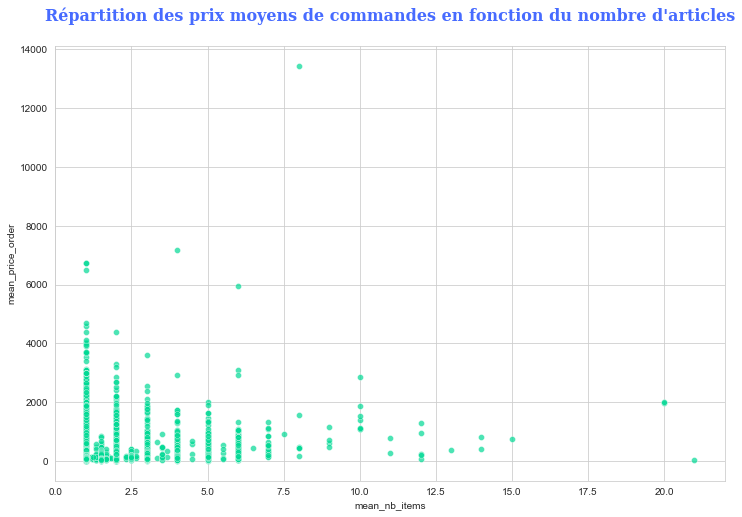 Répartition des prix moyens de commandes en fonction du nombre d'articles
14000
12000
10000
8000
6000
4000
2000
0
mean_price_order
0.0 2.5 5.0 7.5 10.0 12.5 15.0 17.5 20.0
mean_nb_items